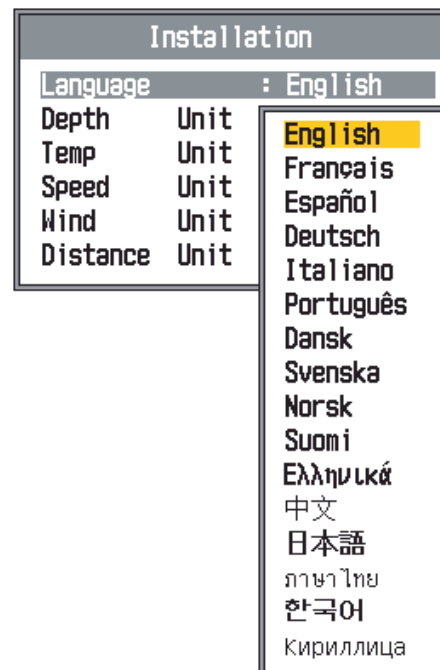 Installation
Language : English
Depth Unit
Temp Unit
Speed Unit
Wind Unit
Distance Unit
English
Français
Español
Deutsch
Italiano
Português
Dansk
Svenska
Norsk
Suomi
Ελληνικά
中文
日本語
ภาษาไทย
한국어
Кириллица